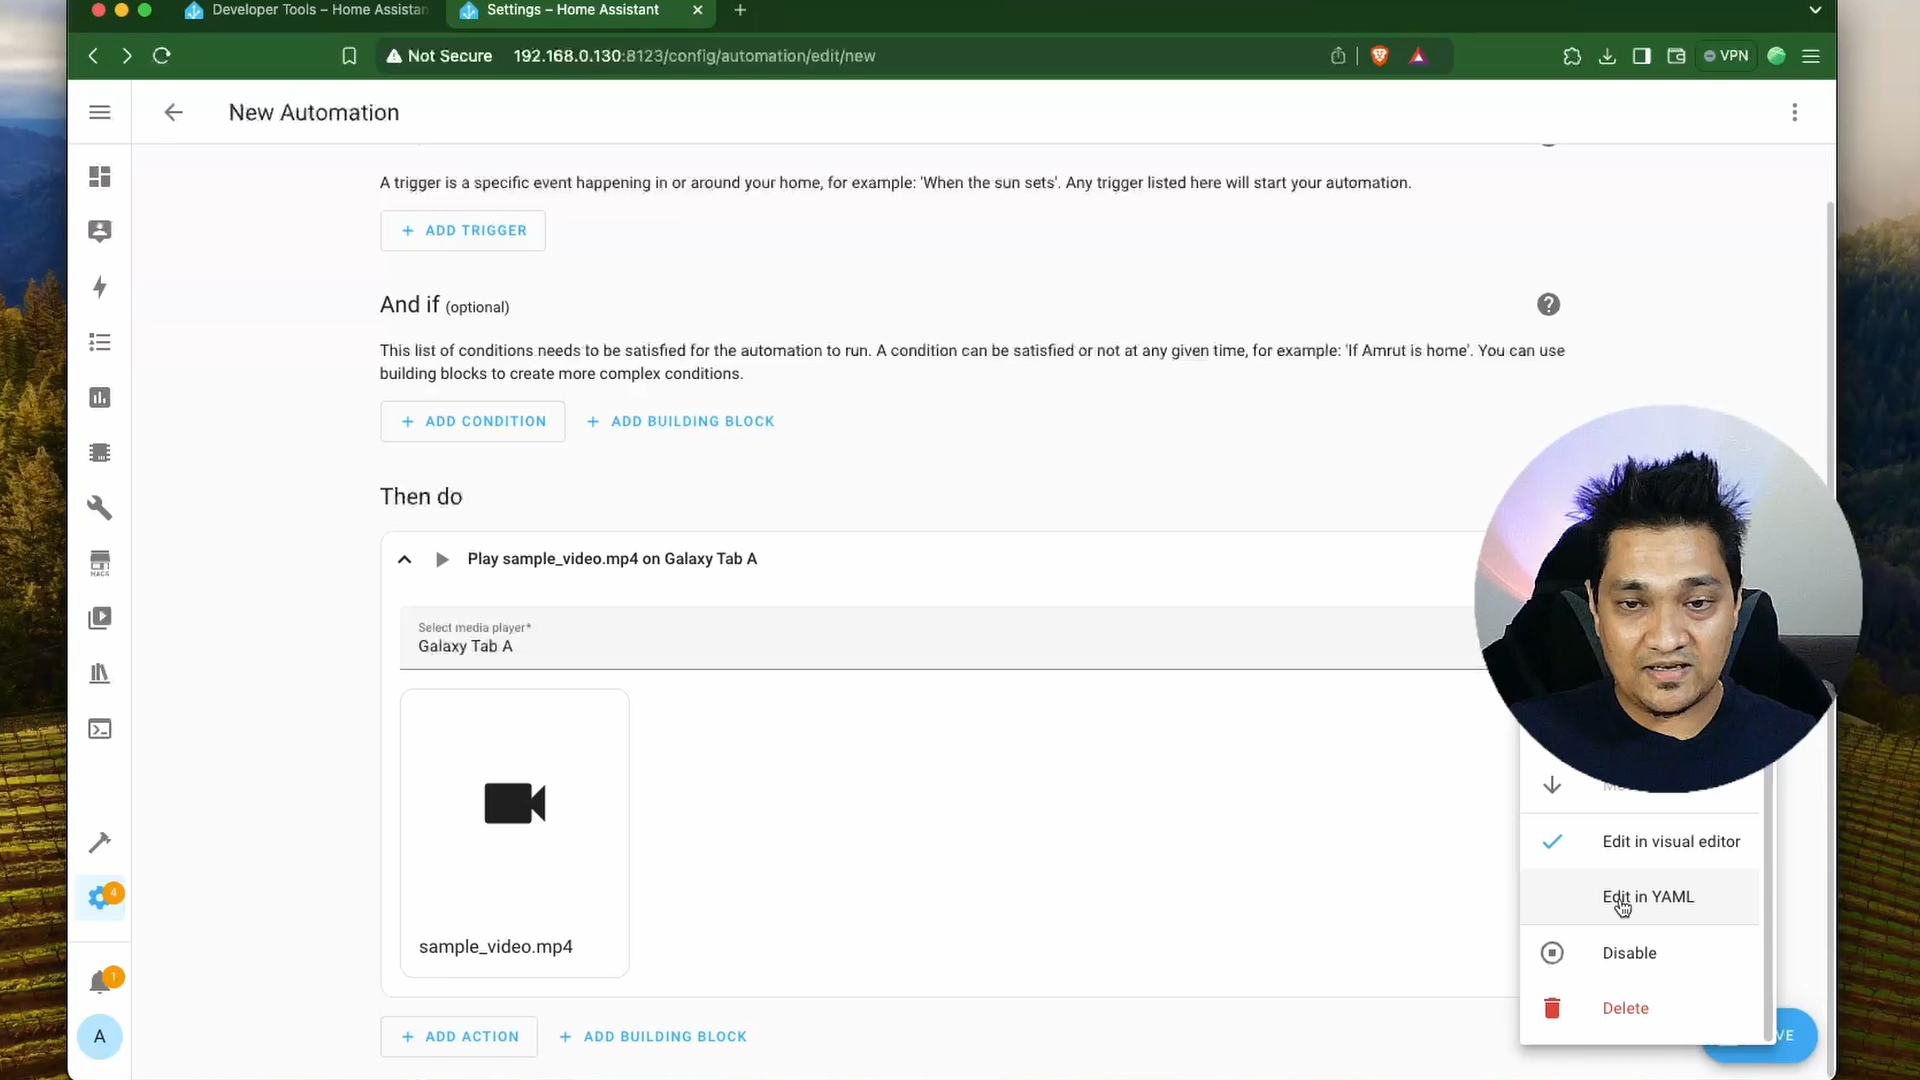 Developer Tools – Home Assistan
Settings – Home Assistant
Not Secure
192.168.0.130:8123/config/automation/edit/new
VPN
New Automation
A trigger is a specific event happening in or around your home, for example: 'When the sun sets'. Any trigger listed here will start your automation.
+ ADD TRIGGER
And if (optional)
?
This list of conditions needs to be satisfied for the automation to run. A condition can be satisfied or not at any given time, for example: 'If Amrut is home'. You can use
building blocks to create more complex conditions.
+ ADD CONDITION
+ ADD BUILDING BLOCK
Then do
HACS
Play sample_video.mp4 on Galaxy Tab A
Select media player*
Galaxy Tab A
Edit in visual editor
Edit in YAML
4
sample_video.mp4
Disable
1
Delete
A
+ ADD ACTION
+ ADD BUILDING BLOCK
VE